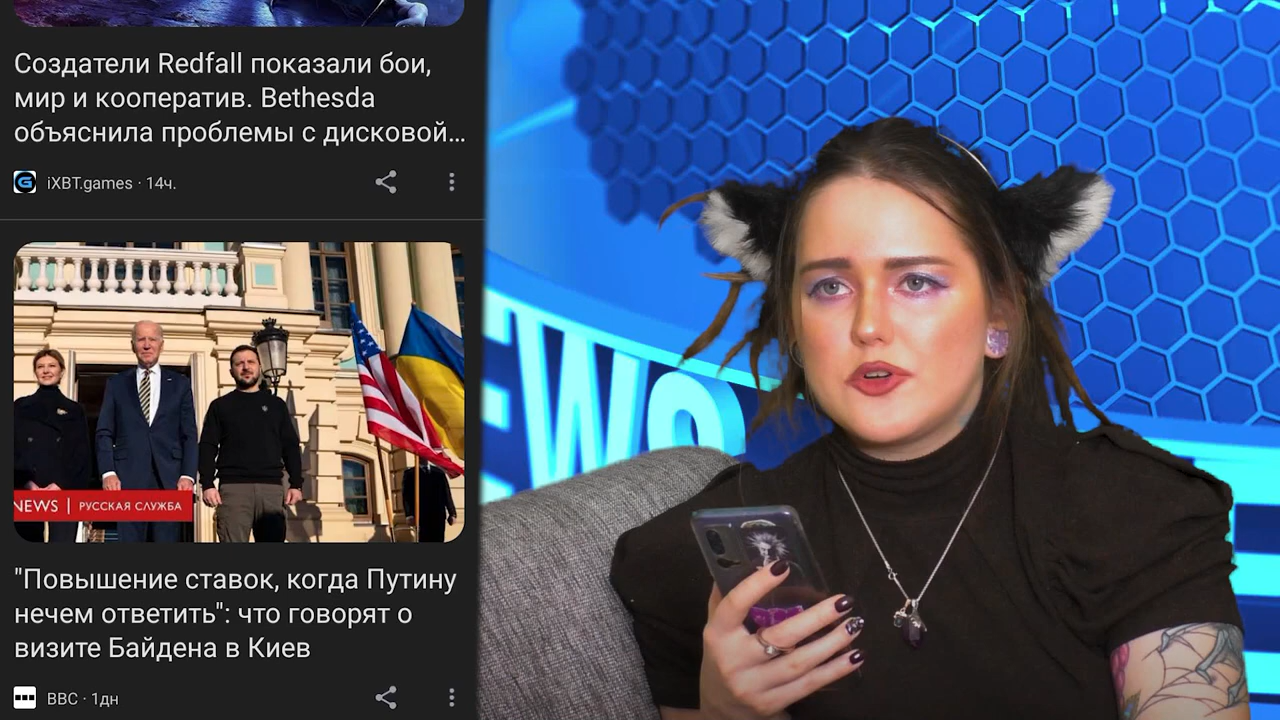 Создатели Redfall показали бои,
мир и кооператив. Bethesda
объяснила проблемы с дисковой...
iXBT.games · 14ч.
NEWS | РУССКАЯ СЛУЖБА
"Повышение ставок, когда Путину
нечем ответить": что говорят о
визите Байдена в Киев
BBC · 1дн
NEWS